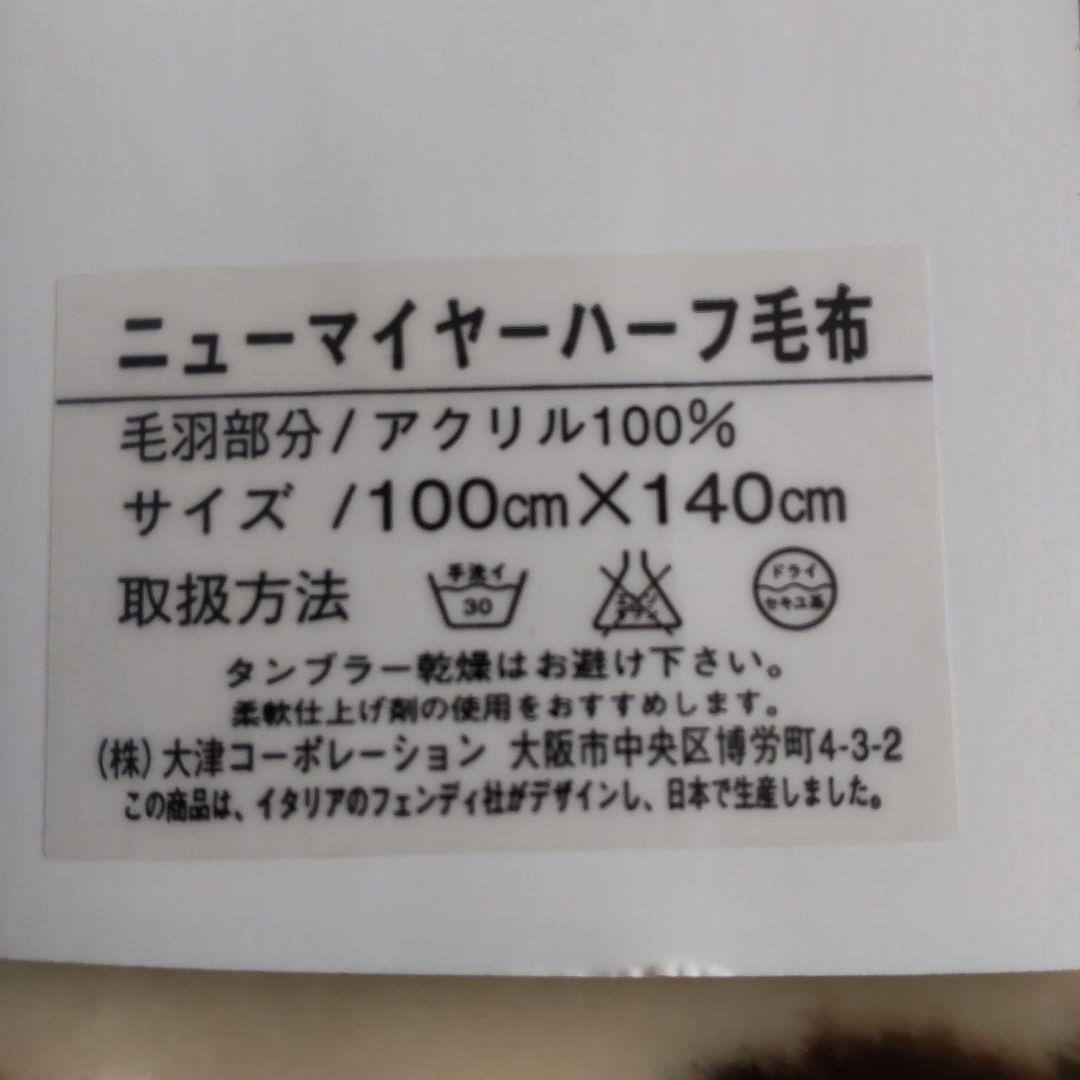 ニューマイヤーハーフ毛布
毛羽部分/アクリル100%
サイズ /100cm×140cm
取扱方法 手洗イ 30 エンソ サラシ ドライ セキユ系
タンブラー乾燥はお避け下さい。
柔軟仕上げ剤の使用をおすすめします。
(株)大津コーポレーション 大阪市中央区博労町4-3-2
この商品は、イタリアのフェンディ社がデザインし、日本で生産しました。